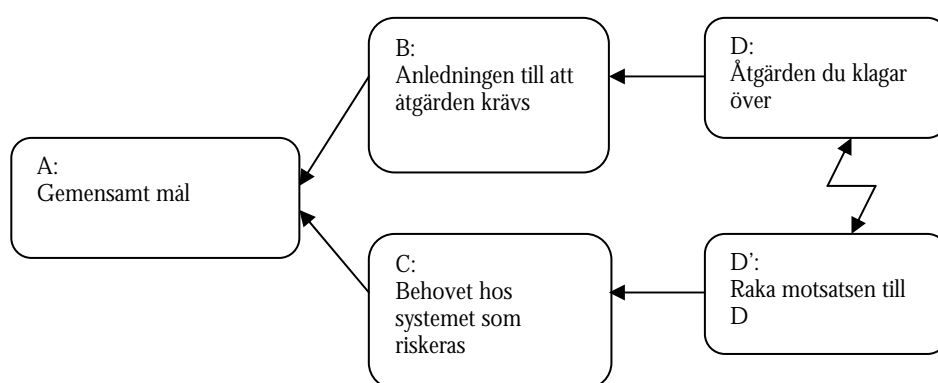 A:
Gemensamt mål
B:
Anledningen till att
åtgärden krävs
C:
Behovet hos
systemet som
riskeras
D:
Åtgärden du klagar
över
D’:
Raka motsatsen till
D